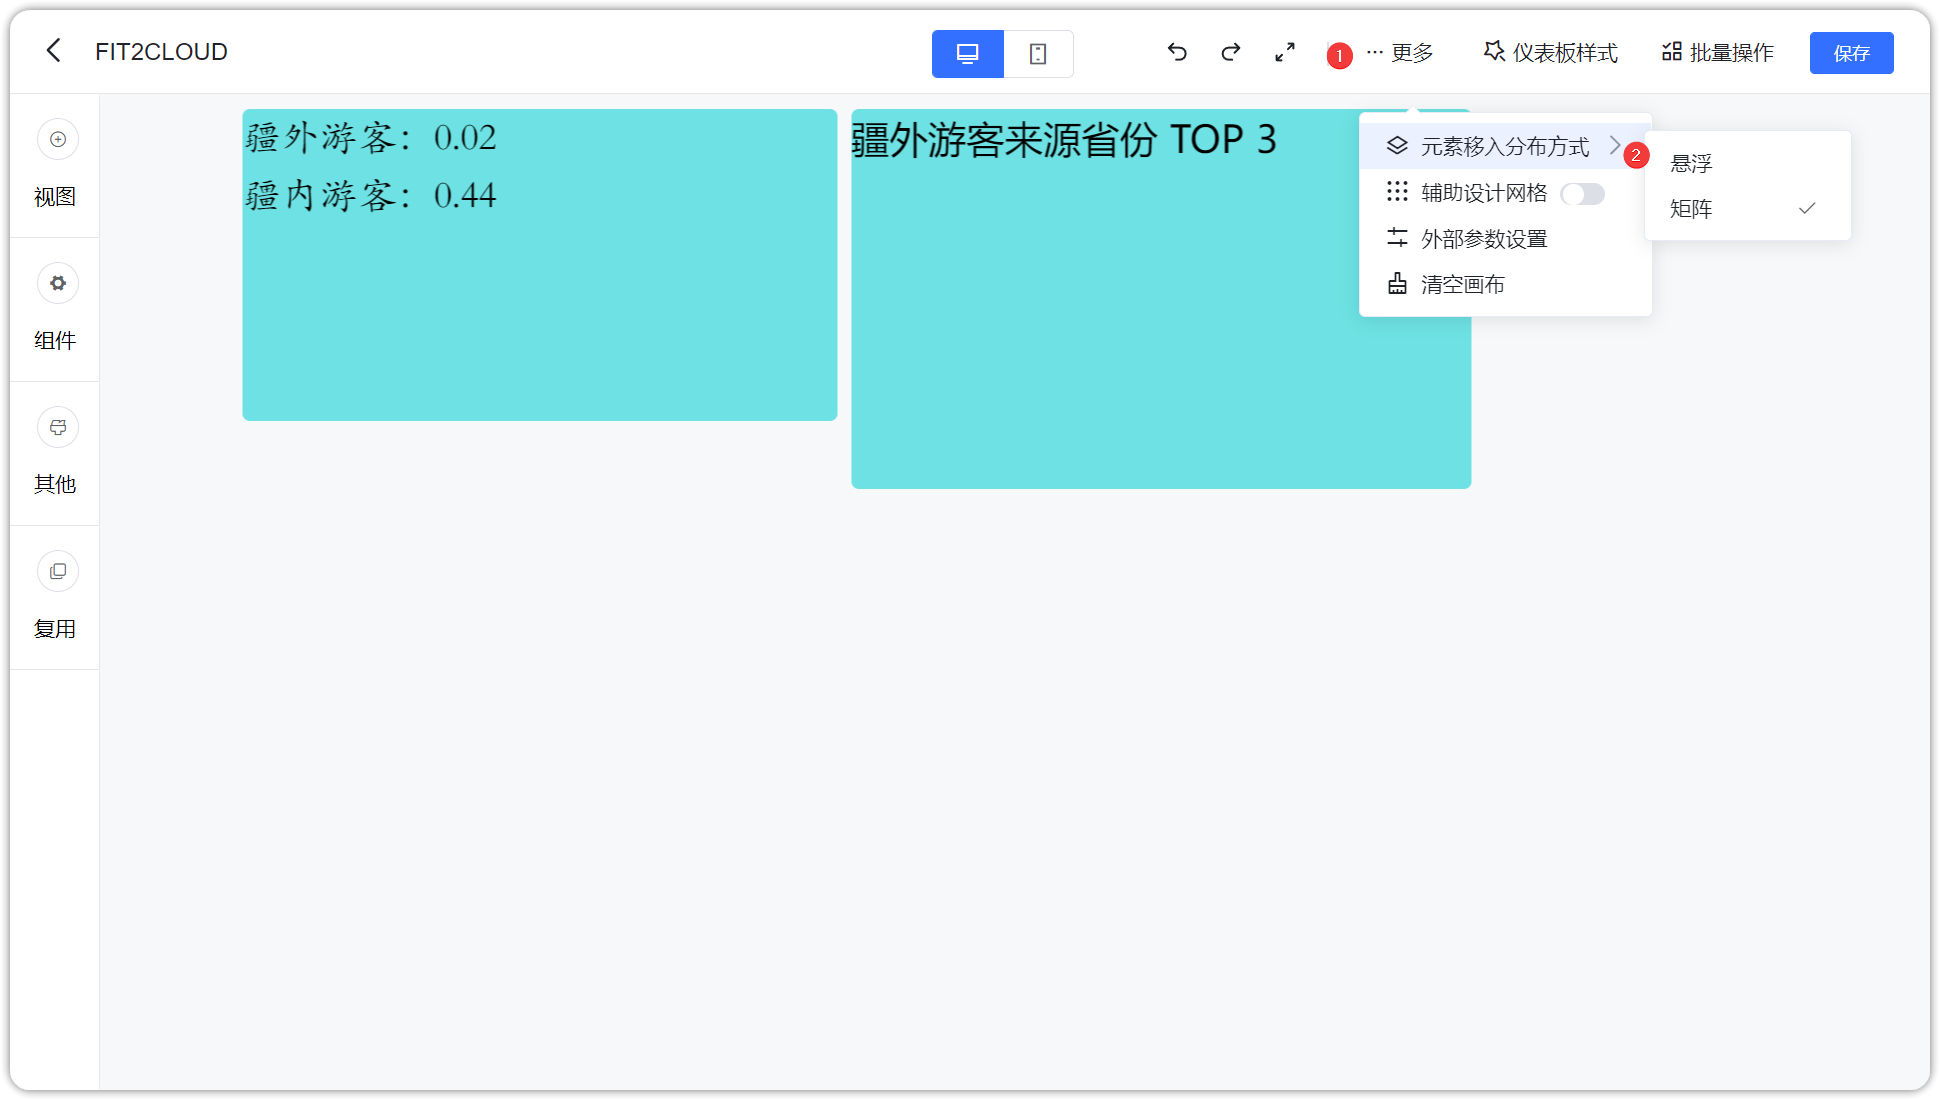 FIT2CLOUD
1
更多
仪表板样式
批量操作
保存
视图
组件
其他
复用
疆外游客：0.02
疆内游客：0.44
疆外游客来源省份 TOP 3
元素移入分布方式
2
辅助设计网格
外部参数设置
清空画布
悬浮
矩阵